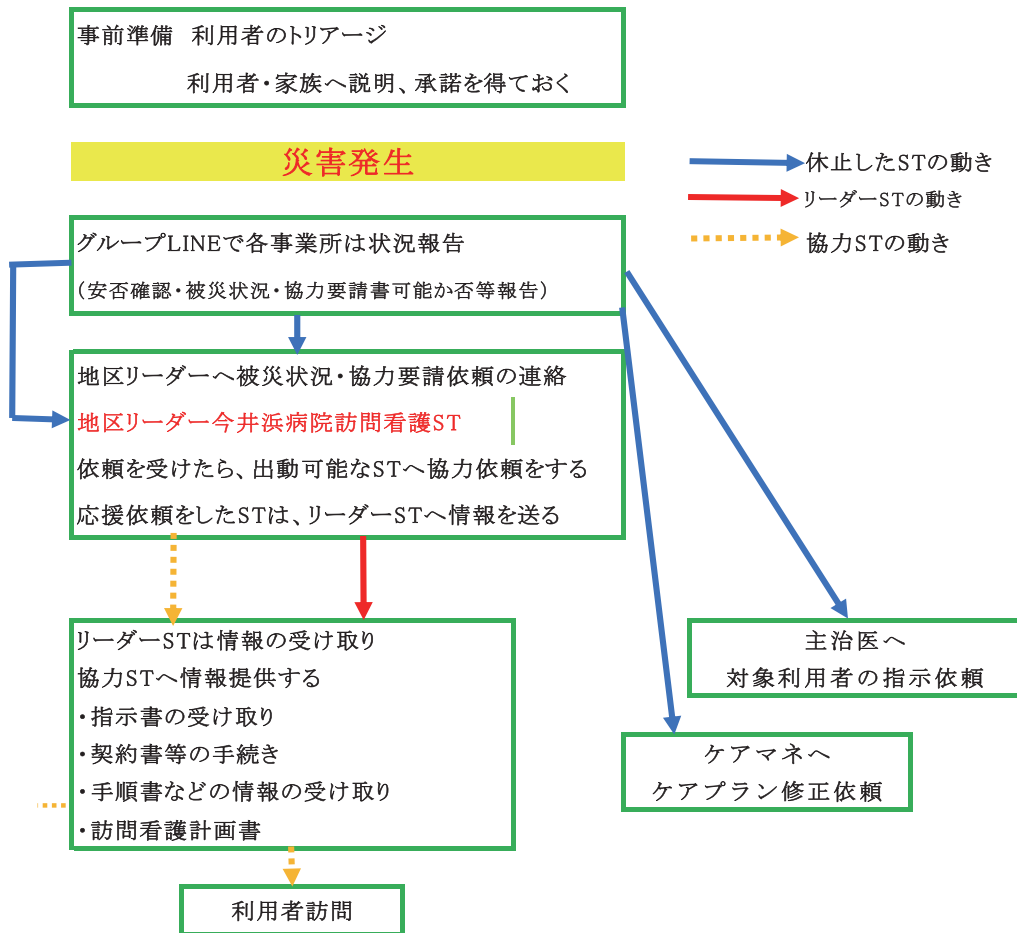 事前準備　利用者のトリアージ
利用者・家族へ説明、承諾を得ておく
災害発生
休止したSTの動き
リーダーSTの動き
協力STの動き
グループLINEで各事業所は状況報告
（安否確認・被災状況・協力要請書可能か否等報告）
地区リーダーへ被災状況・協力要請依頼の連絡
地区リーダー今井浜病院訪問看護ST
依頼を受けたら、出動可能なSTへ協力依頼をする
応援依頼をしたSTは、リーダーSTへ情報を送る
リーダーSTは情報の受け取り
協力STへ情報提供する
・指示書の受け取り
・契約書等の手続き
・手順書などの情報の受け取り
・訪問看護計画書
主治医へ
対象利用者の指示依頼
ケアマネへ
ケアプラン修正依頼
利用者訪問